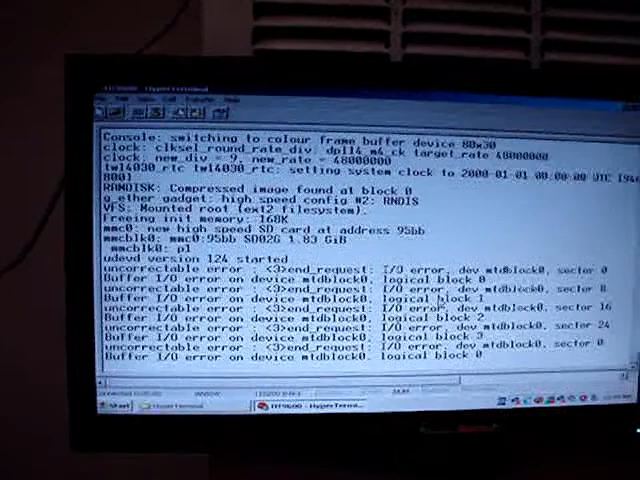 HyperTerminal
Transfer Help
Console: switching to colour frame buffer device 80x30
clock: clksel_round_rate_div: dpll4_m4_ck target_rate 48000000
clock: new_div = 9, new_rate = 48000000
twl4030_rtc twl4030_rtc: setting system clock to 2000-01-01 00:00:00 UTC (946
RAMDISK: Compressed image found at block 0
g_ether gadget: high speed config #2: RNDIS
VFS: Mounted root (ext2 filesystem).
Freeing init memory: 168K
mmc0: new high speed SD card at address 95bb
mmcblk0: mmc0:95bb SD02G 1.83 GiB
mmcblk0: p1
udevd version 124 started
uncorrectable error : <3>end_request: I/O error, dev mtdblock0, sector 0
Buffer I/O error on device mtdblock0, logical block 0
uncorrectable error : <3>end_request: I/O error, dev mtdblock0, sector 8
Buffer I/O error on device mtdblock0, logical block 1
uncorrectable error : <3>end_request: I/O error, dev mtdblock0, sector 16
Buffer I/O error on device mtdblock0, logical block 2
uncorrectable error : <3>end_request: I/O error, dev mtdblock0, sector 24
Buffer I/O error on device mtdblock0, logical block 3
uncorrectable error : <3>end_request: I/O error, dev mtdblock0, sector 0
Buffer I/O error on device mtdblock0, logical block 0
Start HyperTerminal HyperTermi...